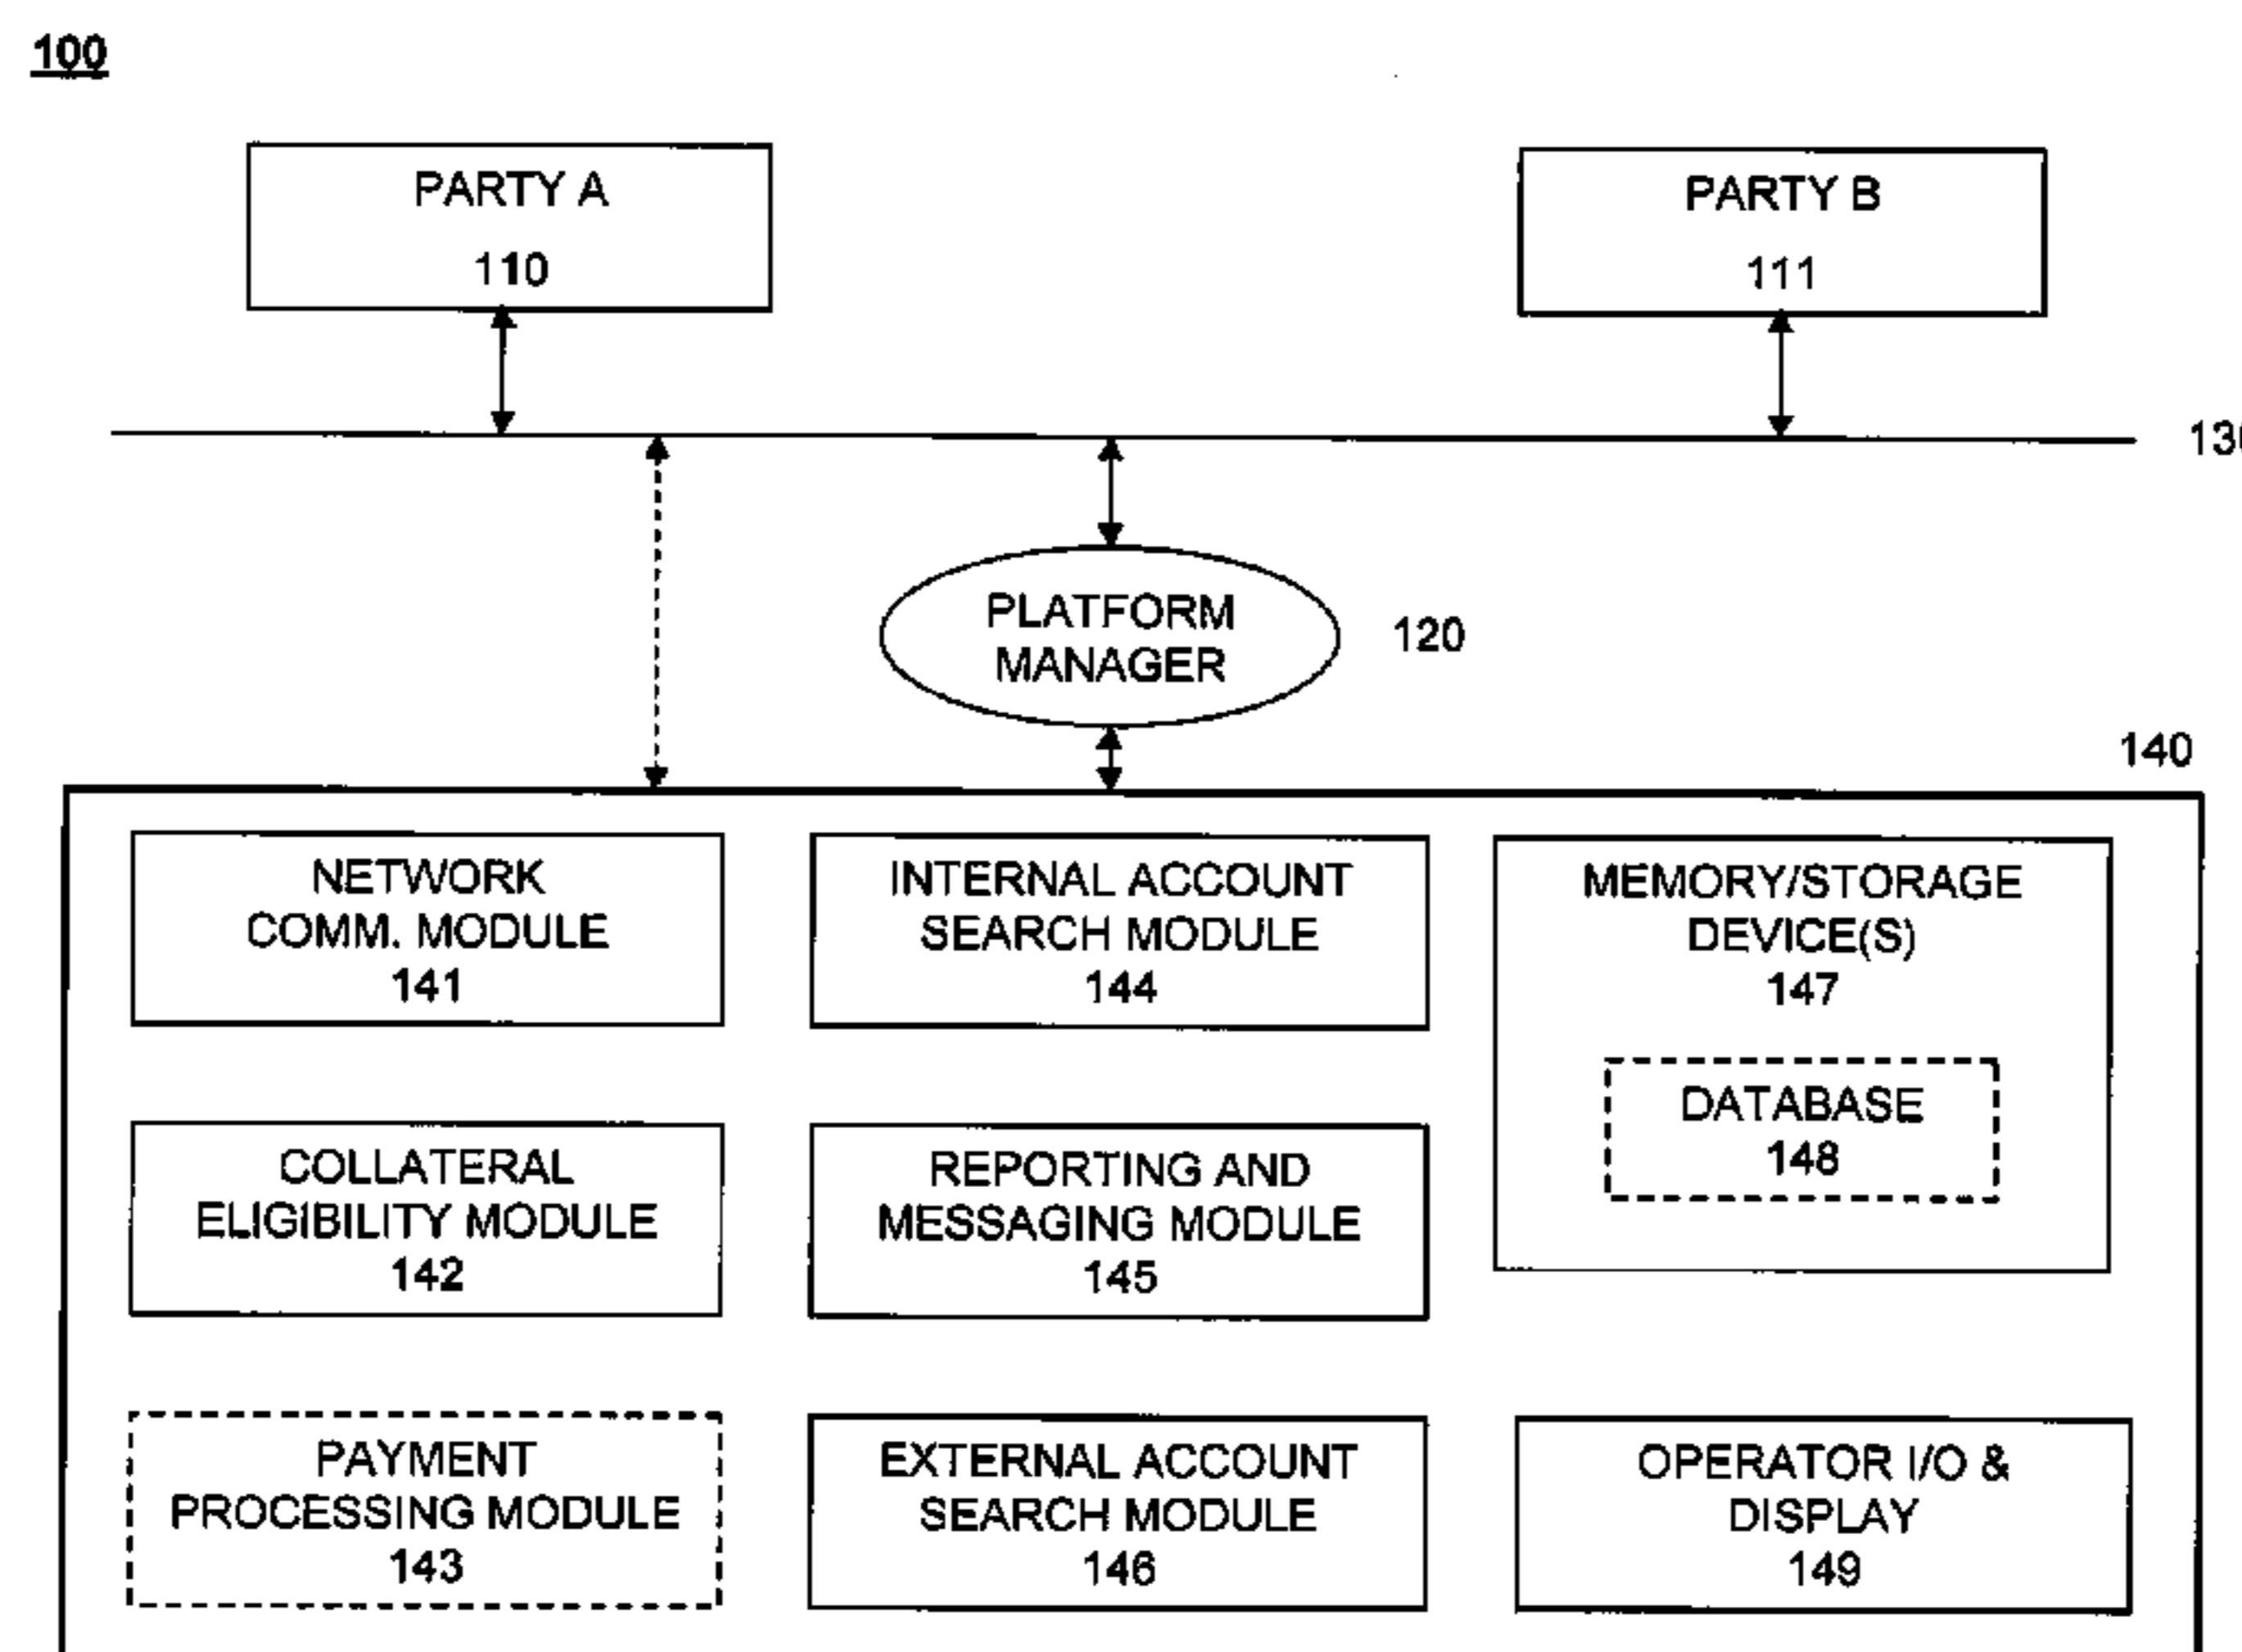 100
PARTY A
110
PARTY B
111
130
PLATFORM
MANAGER
120
140
NETWORK
COMM. MODULE
141
INTERNAL ACCOUNT
SEARCH MODULE
144
MEMORY/STORAGE
DEVICE(S)
147
DATABASE
148
COLLATERAL
ELIGIBILITY MODULE
142
REPORTING AND
MESSAGING MODULE
145
PAYMENT
PROCESSING MODULE
143
EXTERNAL ACCOUNT
SEARCH MODULE
146
OPERATOR I/O &
DISPLAY
149